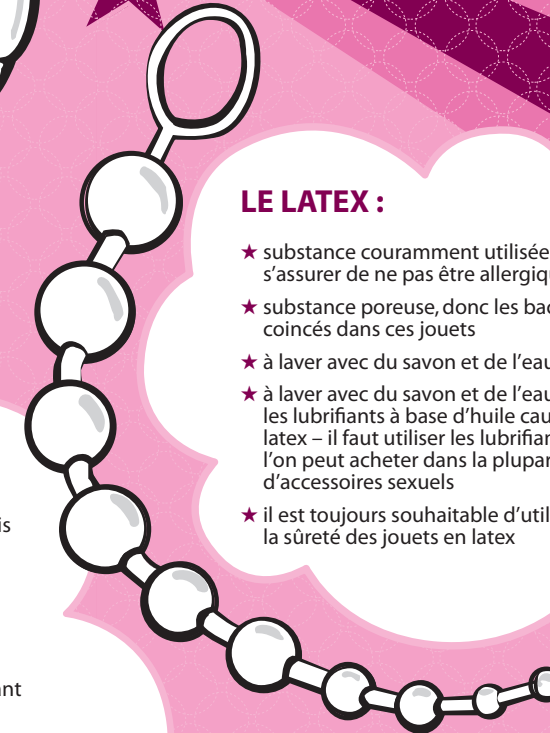 LE LATEX :
★ substance couramment utilisée
s’assurer de ne pas être allergiq
★ substance poreuse, donc les bac
coincés dans ces jouets
★ à laver avec du savon et de l’eau
★ à laver avec du savon et de l’eau
les lubrifiants à base d’huile cau
latex – il faut utiliser les lubrifian
l’on peut acheter dans la plupar
d’accessoires sexuels
★ il est toujours souhaitable d’util
la sûreté des jouets en latex
is
ant